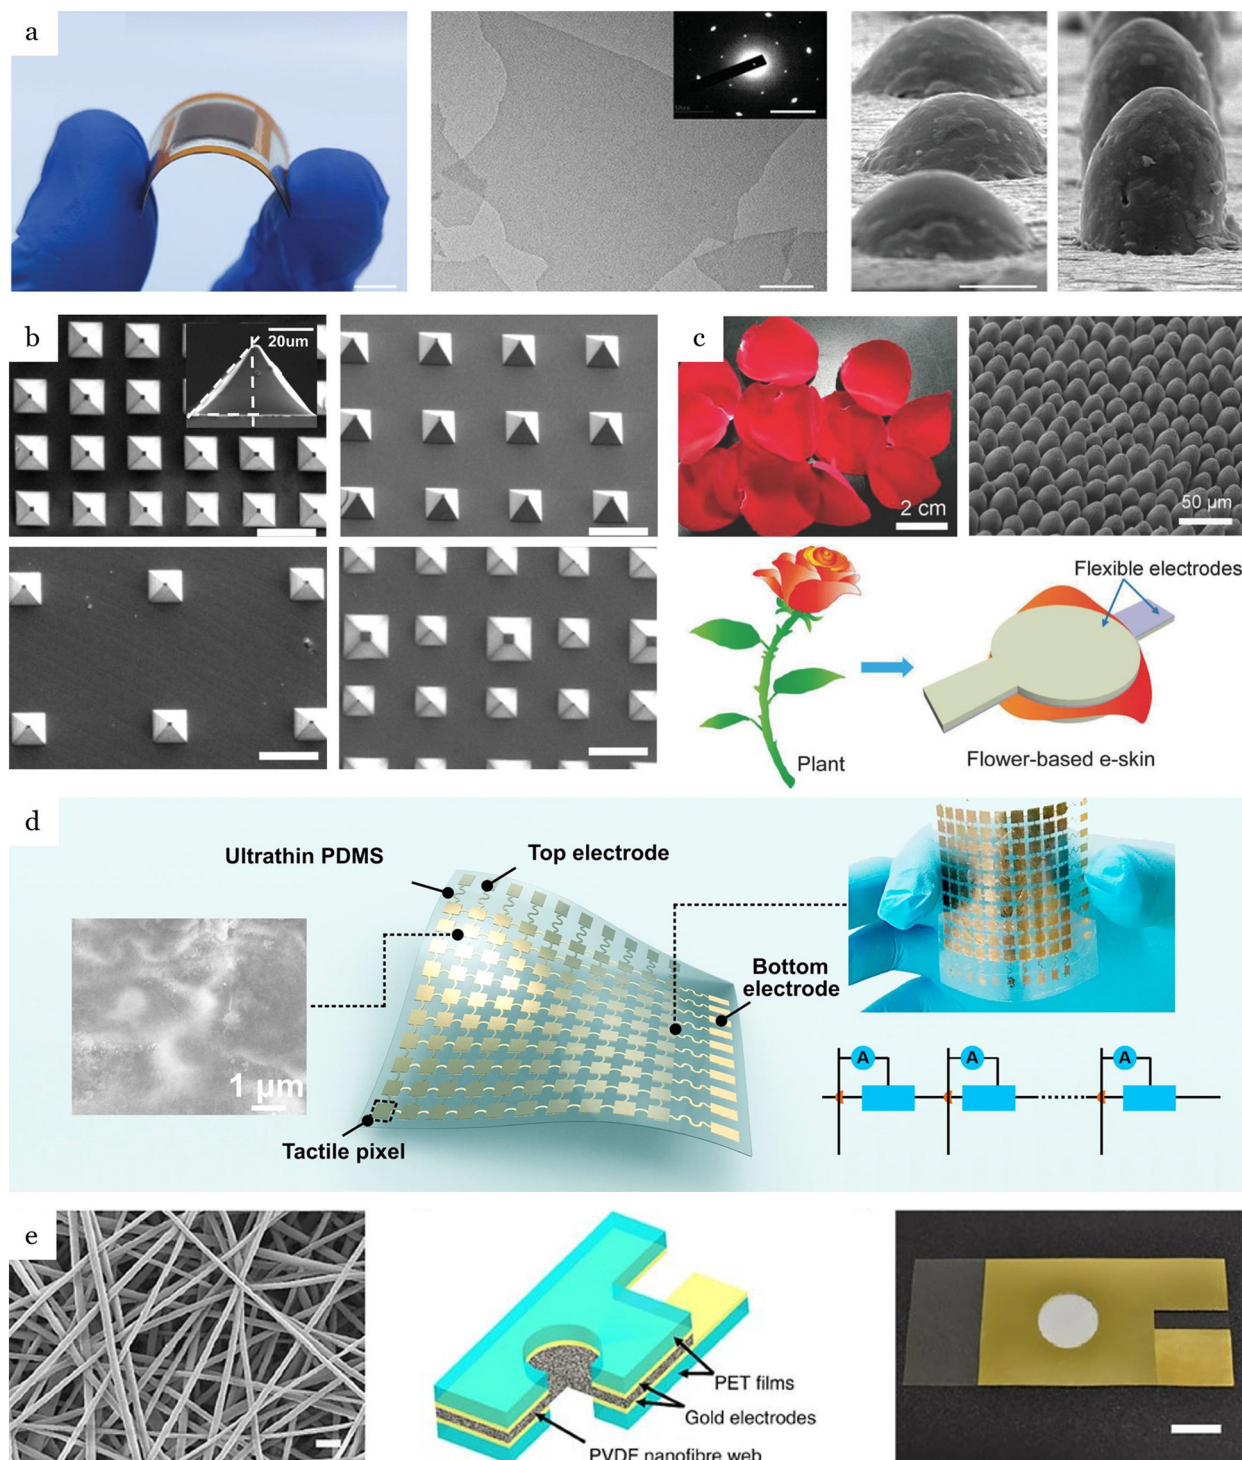 a
b
20um
c
2 cm
50 µm
Flexible electrodes
Plant
Flower-based e-skin
d
Ultrathin PDMS
Top electrode
Bottom
electrode
1 µm
Tactile pixel
A
A
A
e
PET films
Gold electrodes
PVDF nanofibre web